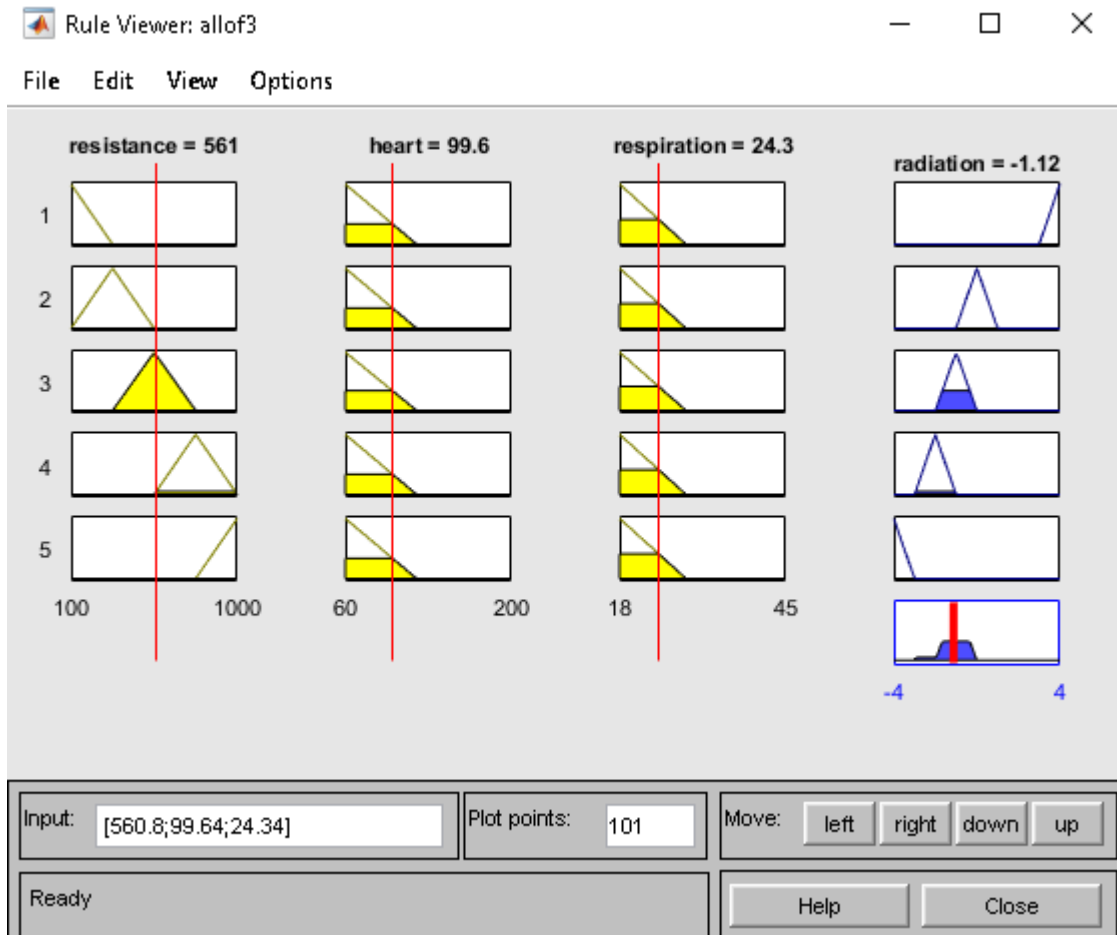 Rule Viewer: allof3
File Edit View Options
resistance = 561 heart = 99.6 respiration = 24.3 radiation = -1.12
1
2
3
4
5
100 1000 60 200 18 45
-4 4
Input: [560.8;99.64;24.34] Plot points: 101 Move: left right down up
Ready Help Close